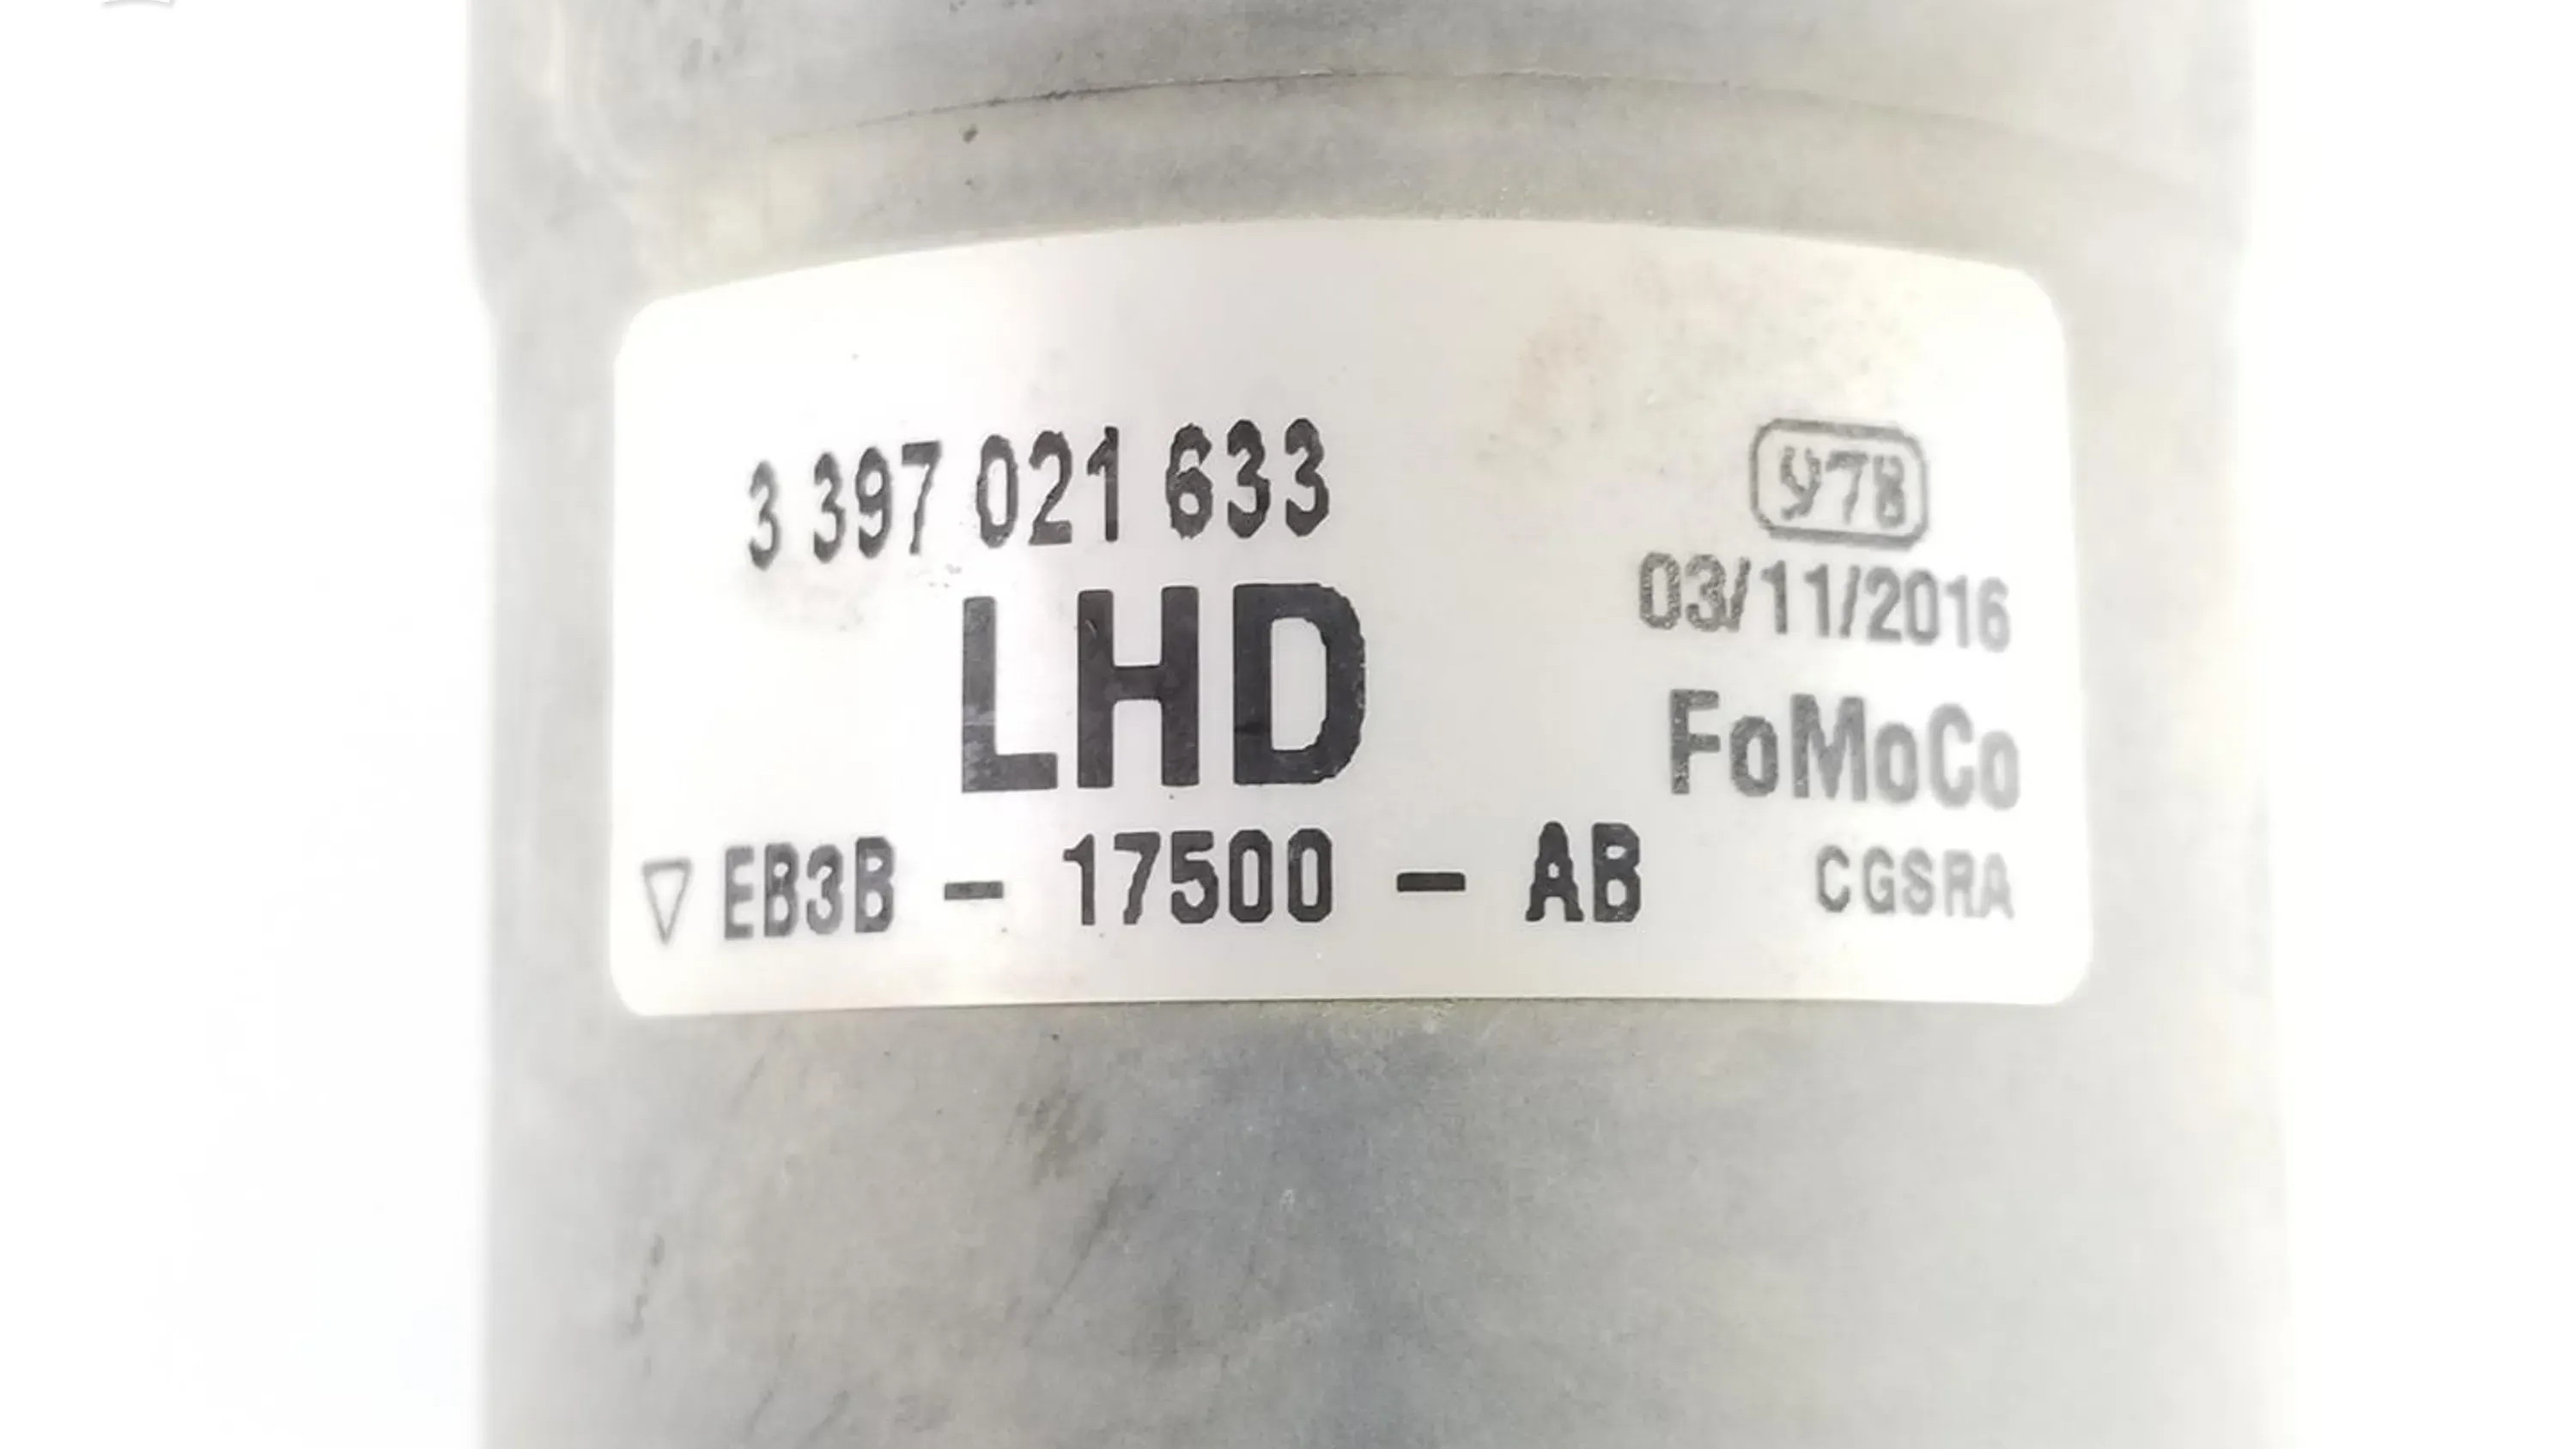 3 397 021 633
978
03/11/2016
LHD
FoMoCo
EB3B - 17500 - AB
CGSRA